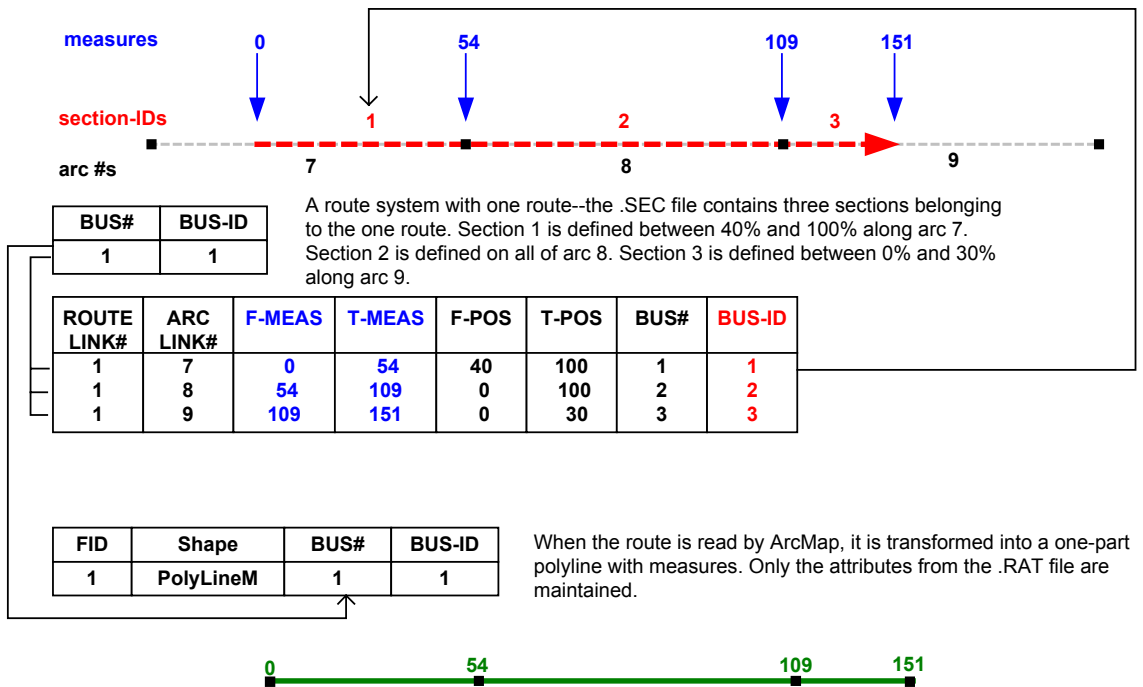 measures 0 54 109 151
section-IDs 1 2 3
arc #s 7 8 9
A route system with one route--the .SEC file contains three sections belonging
to the one route. Section 1 is defined between 40% and 100% along arc 7.
Section 2 is defined on all of arc 8. Section 3 is defined between 0% and 30%
along arc 9.
BUS# BUS-ID
1 1
ROUTE LINK# ARC LINK# F-MEAS T-MEAS F-POS T-POS BUS# BUS-ID
1 7 0 54 40 100 1 1
1 8 54 109 0 100 2 2
1 9 109 151 0 30 3 3
FID Shape BUS# BUS-ID
1 PolyLineM 1 1
When the route is read by ArcMap, it is transformed into a one-part
polyline with measures. Only the attributes from the .RAT file are
maintained.
0 54 109 151